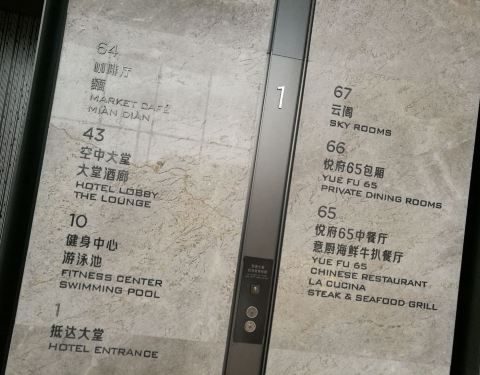 64
咖啡厅
麵
MARKET CAFÉ
MIAN DIAN
43
空中大堂
大堂酒廊
HOTEL LOBBY
THE LOUNGE
10
健身中心
游泳池
FITNESS CENTER
SWIMMING POOL
1
抵达大堂
HOTEL ENTRANCE
1
67
云阁
SKY ROOMS
66
悦府65包厢
YUE FU 65
PRIVATE DINING ROOMS
65
悦府65中餐厅
意厨海鲜牛扒餐厅
YUE FU 65
CHINESE RESTAURANT
LA CUCINA
STEAK & SEAFOOD GRILL